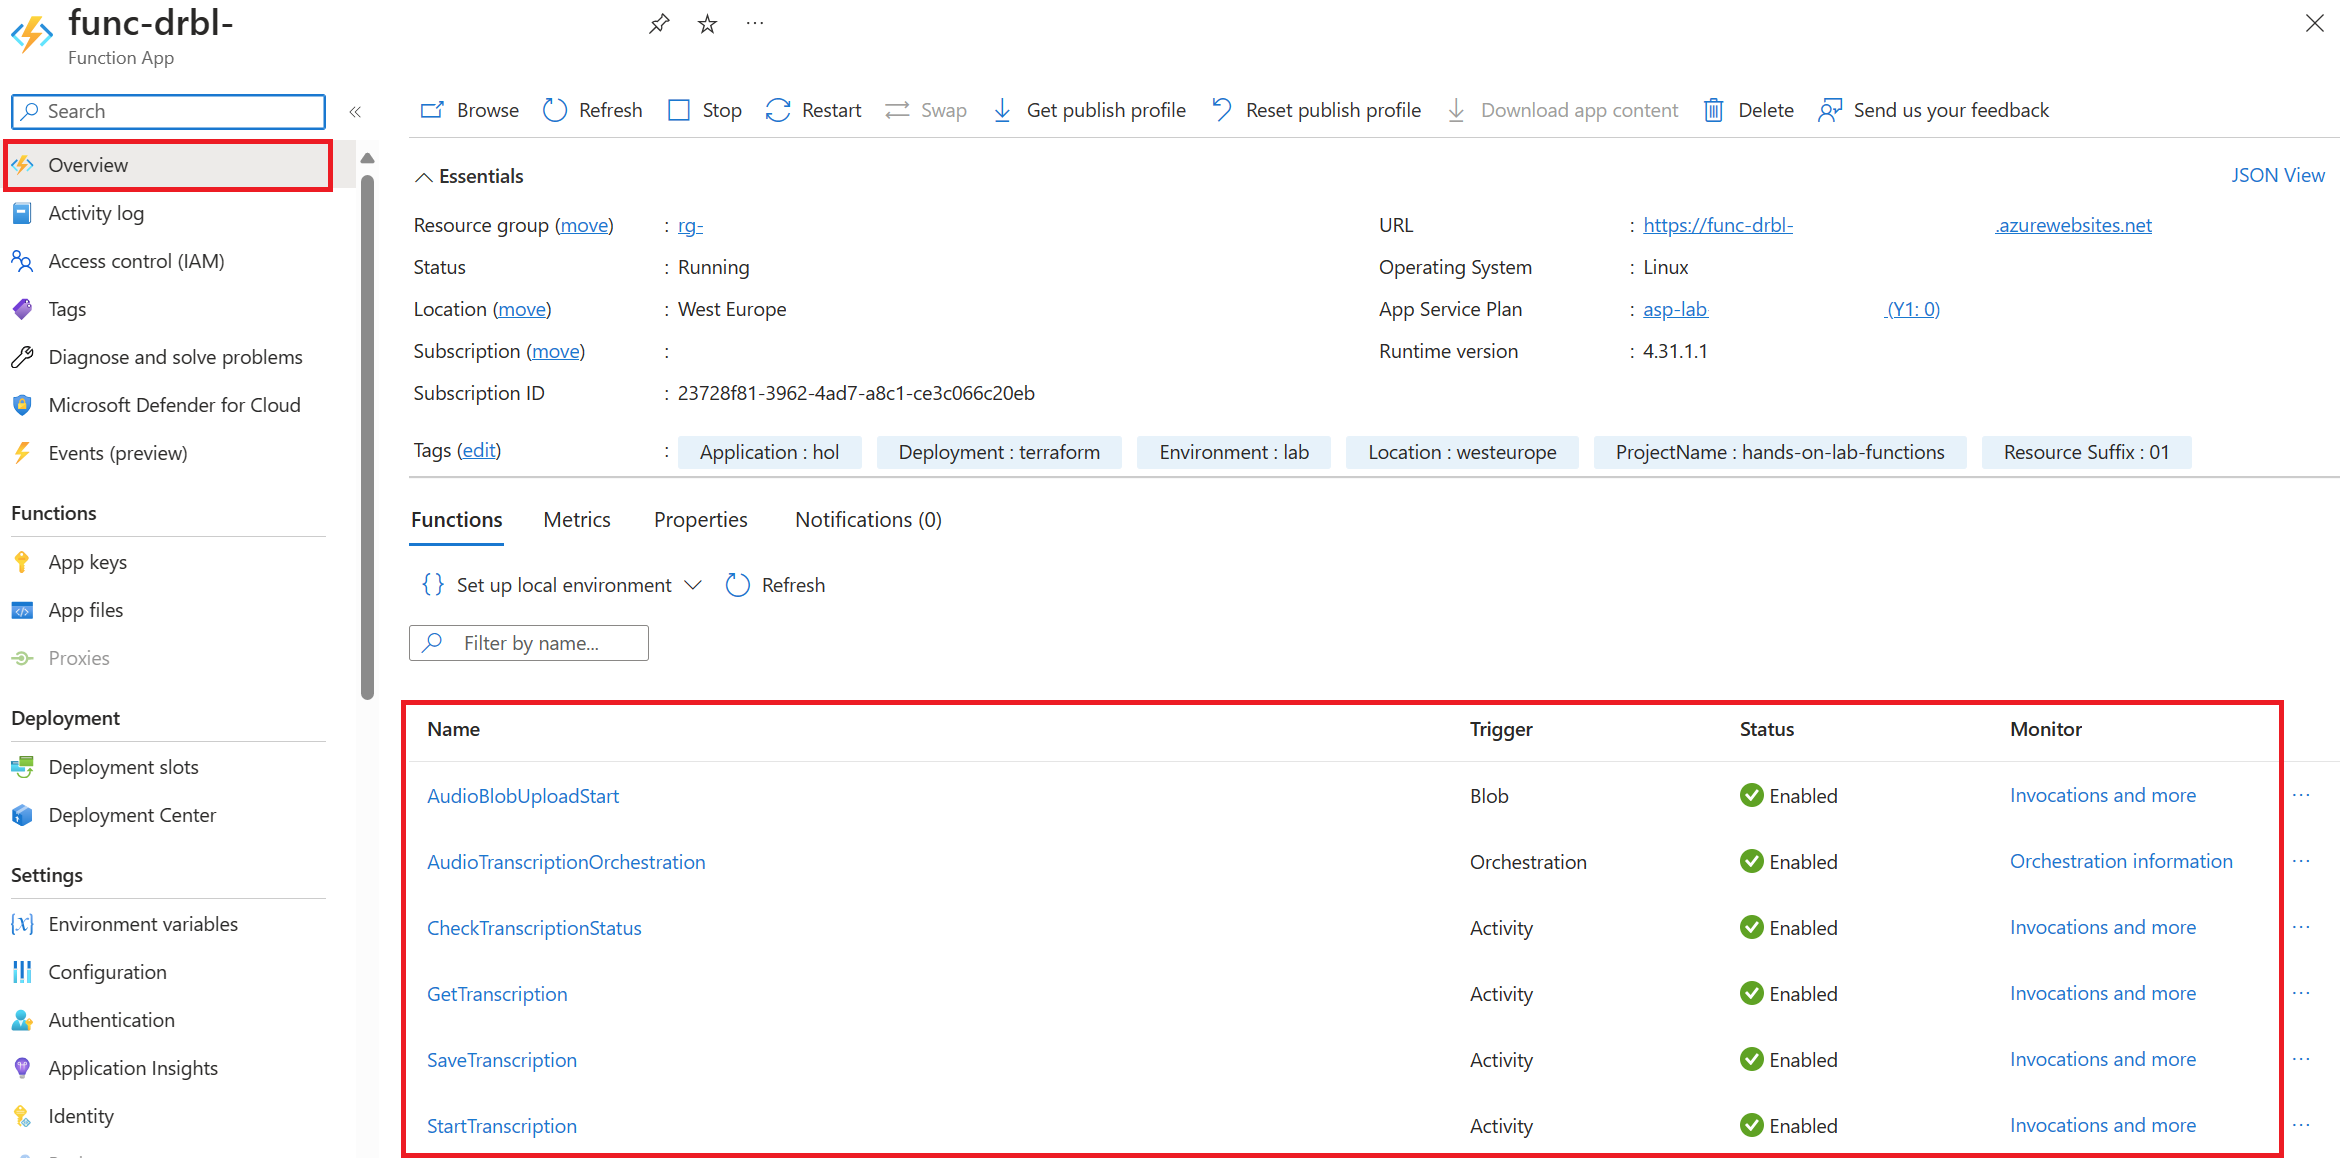 func-drbl-
Function App
Search
«
Overview
Activity log
Access control (IAM)
Tags
Diagnose and solve problems
Microsoft Defender for Cloud
Events (preview)
Functions
App keys
App files
Proxies
Deployment
Deployment slots
Deployment Center
Settings
Environment variables
Configuration
Authentication
Application Insights
Identity
Browse Refresh Stop Restart Swap Get publish profile Reset publish profile Download app content Delete Send us your feedback
Essentials JSON View
Resource group (move) : rg-
Status : Running
Location (move) : West Europe
Subscription (move) :
Subscription ID : 23728f81-3962-4ad7-a8c1-ce3c066c20eb
URL : https://func-drbl- .azurewebsites.net
Operating System : Linux
App Service Plan : asp-lab (Y1: 0)
Runtime version : 4.31.1.1
Tags (edit) : Application : hol Deployment : terraform Environment : lab Location : westeurope ProjectName : hands-on-lab-functions Resource Suffix : 01
Functions Metrics Properties Notifications (0)
{} Set up local environment Refresh
Filter by name...
Name Trigger Status Monitor
AudioBlobUploadStart Blob Enabled Invocations and more ...
AudioTranscriptionOrchestration Orchestration Enabled Orchestration information ...
CheckTranscriptionStatus Activity Enabled Invocations and more ...
GetTranscription Activity Enabled Invocations and more ...
SaveTranscription Activity Enabled Invocations and more ...
StartTranscription Activity Enabled Invocations and more ...